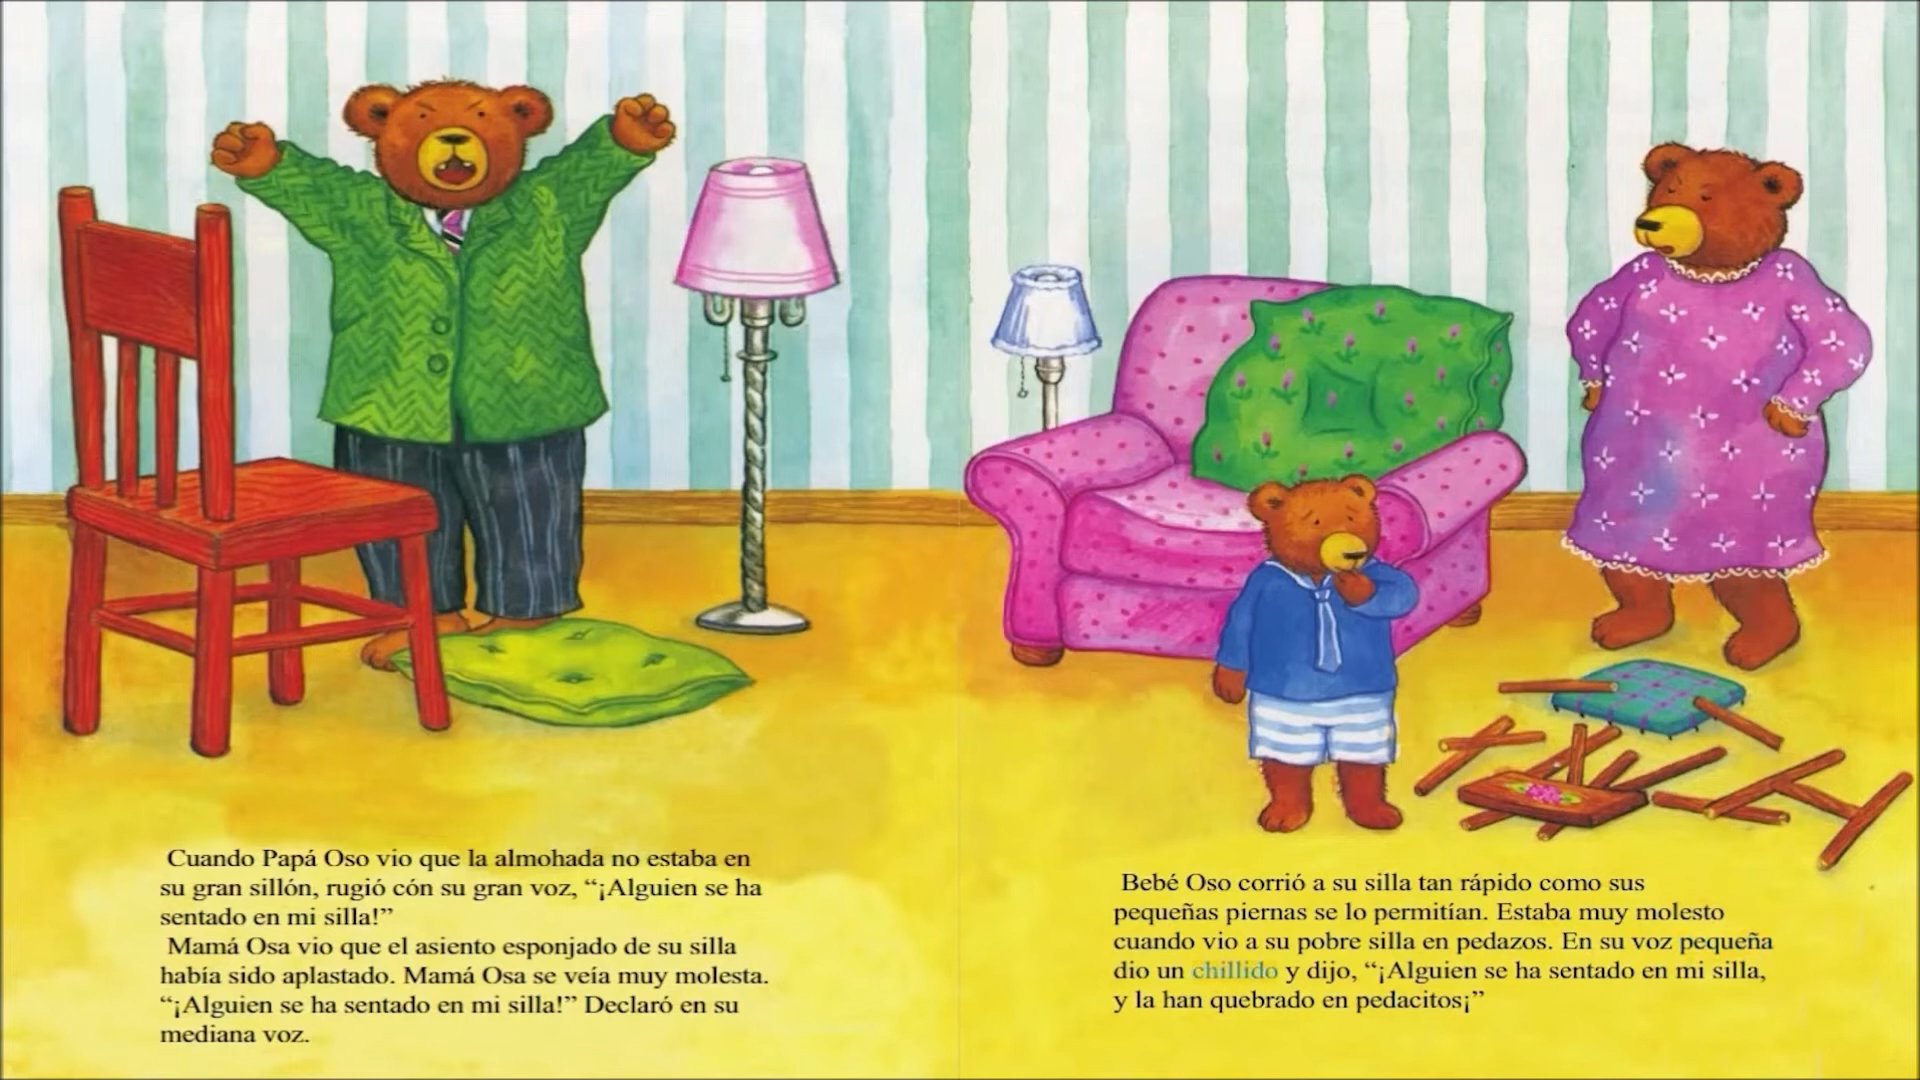 Cuando Papá Oso vio que la almohada no estaba en
su gran sillón, rugió cón su gran voz, “¡Alguien se ha
sentado en mi silla!”
Mamá Osa vio que el asiento esponjado de su silla
había sido aplastado. Mamá Osa se veía muy molesta.
“¡Alguien se ha sentado en mi silla!” Declaró en su
mediana voz.
Bebé Oso corrió a su silla tan rápido como sus
pequeñas piernas se lo permitían. Estaba muy molesto
cuando vio a su pobre silla en pedazos. En su voz pequeña
dio un chillido y dijo, “¡Alguien se ha sentado en mi silla,
y la han quebrado en pedacitos¡”